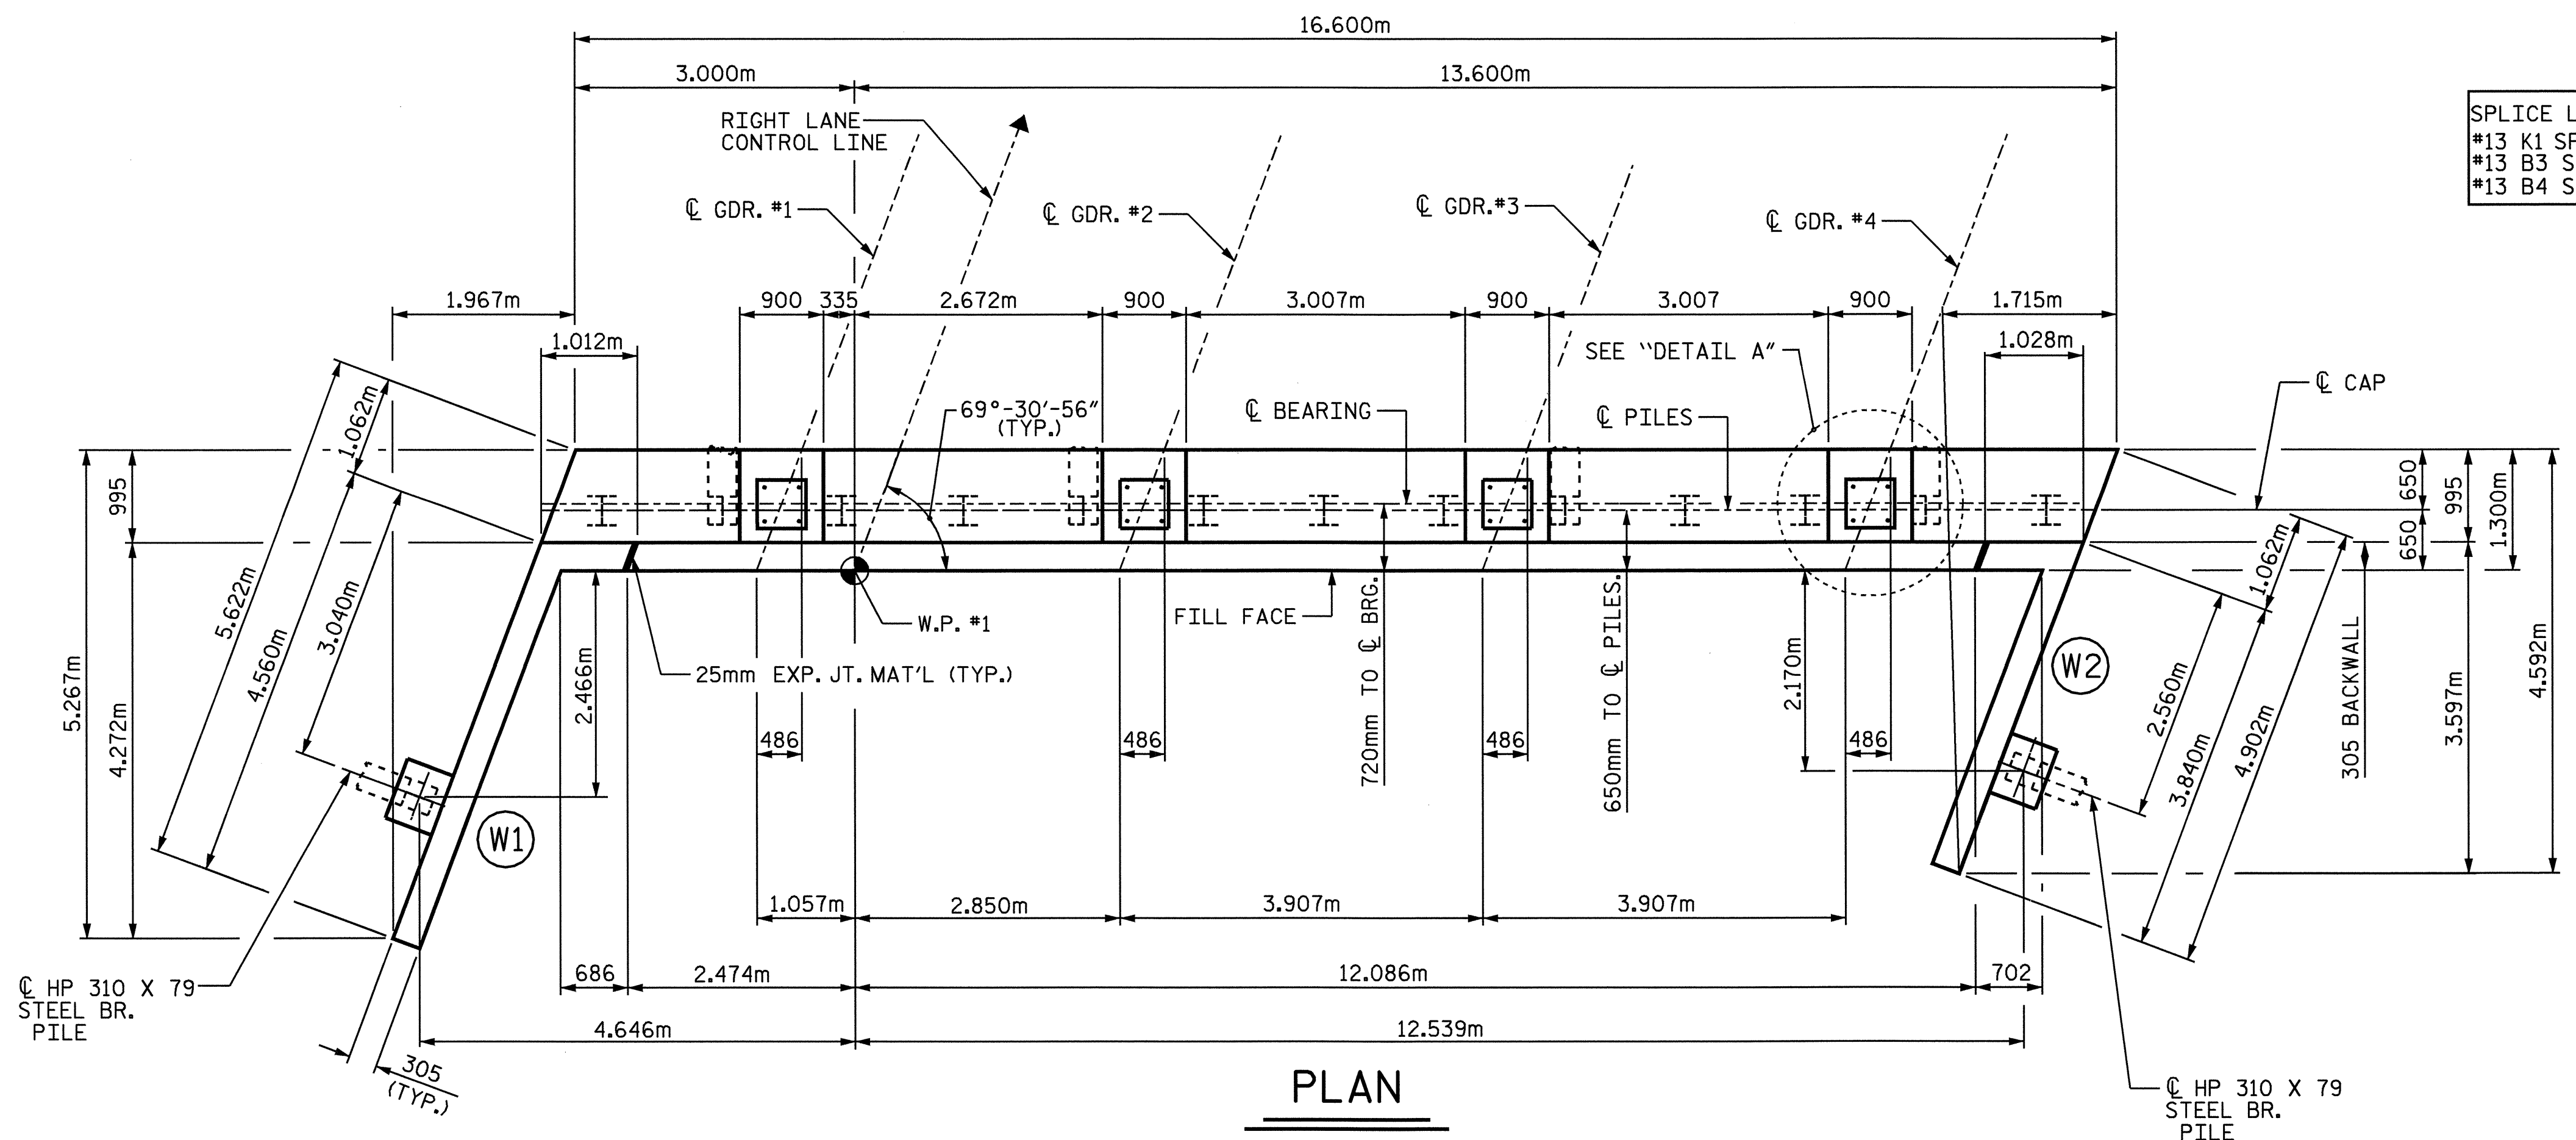 16.600m
3.000m
13.600m
RIGHT LANE
CONTROL LINE
SPLICE L
#13 K1 SP
#13 B3 S
#13 B4 S
℄ GDR. #1
℄ GDR. #2
℄ GDR.#3
℄ GDR. #4
1.967m
900
335
2.672m
900
3.007m
900
3.007
900
1.715m
1.012m
SEE "DETAIL A"
1.028m
℄ CAP
69°-30'-56"
(TYP.)
℄ BEARING
℄ PILES
1.062m
995
650
995
1.300m
650
1.062m
5.622m
4.560m
3.040m
5.267m
4.272m
2.466m
W.P. #1
FILL FACE
25mm EXP. JT. MAT'L (TYP.)
720mm TO ℄ BRG.
650mm TO ℄ PILES.
2.170m
W2
2.560m
3.840m
4.902m
305 BACKWALL
3.597m
4.592m
486
486
486
486
W1
1.057m
2.850m
3.907m
3.907m
686
2.474m
12.086m
702
℄ HP 310 X 79
STEEL BR.
PILE
4.646m
12.539m
305
(TYP.)
PLAN
℄ HP 310 X 79
STEEL BR.
PILE